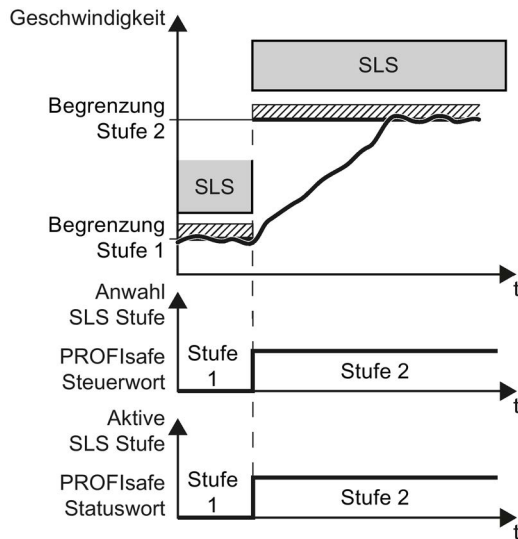 Geschwindigkeit
SLS
Begrenzung
Stufe 2
SLS
Begrenzung
Stufe 1
t
Anwahl
SLS Stufe
PROFIsafe
Steuerwort
Stufe
1
Stufe 2
t
Aktive
SLS Stufe
PROFIsafe
Statuswort
Stufe
1
Stufe 2
t